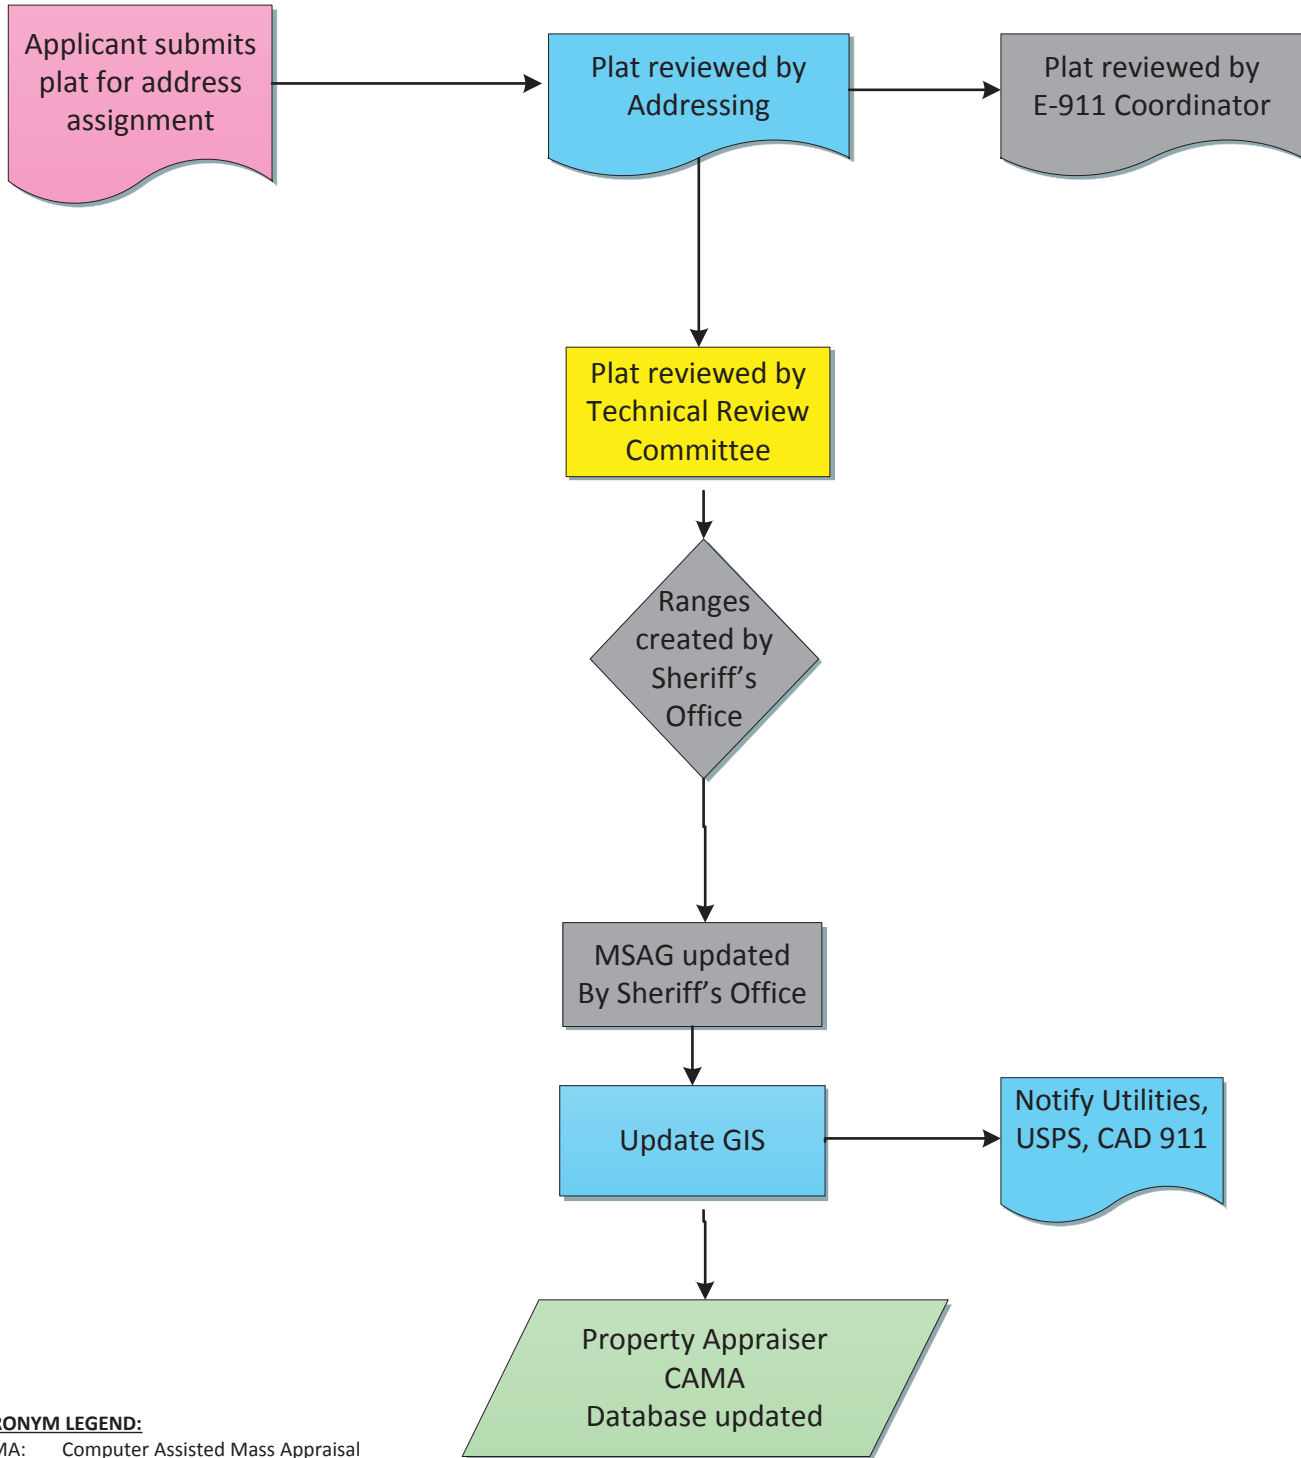 Applicant submits
plat for address
assignment
Plat reviewed by
Addressing
Plat reviewed by
E-911 Coordinator
Plat reviewed by
Technical Review
Committee
Ranges
created by
Sheriff's
Office
MSAG updated
By Sheriff's Office
Update GIS
Notify Utilities,
USPS, CAD 911
Property Appraiser
CAMA
Database updated
RONYM LEGEND:
MA: Computer Assisted Mass Appraisal